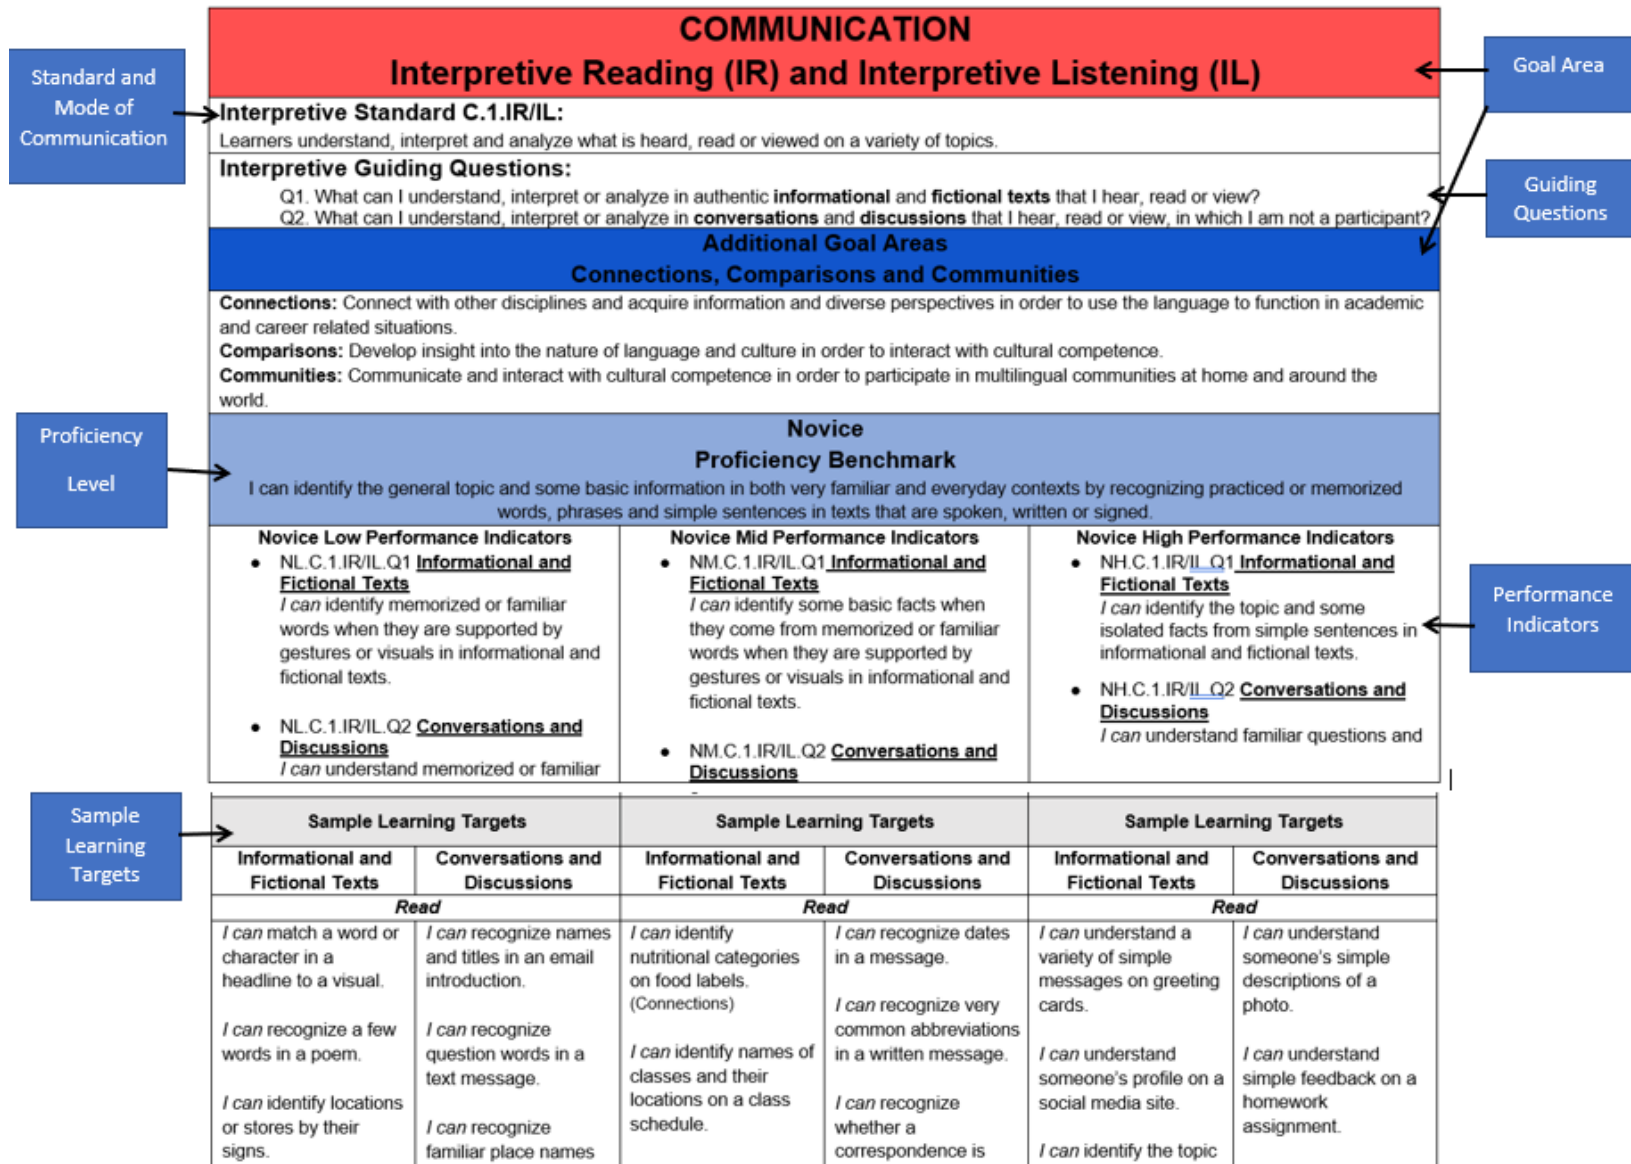 COMMUNICATION
Interpretive Reading (IR) and Interpretive Listening (IL)
Goal Area
Standard and
Mode of
Communication
Interpretive Standard C.1.IR/IL:
Learners understand, interpret and analyze what is heard, read or viewed on a variety of topics.
Interpretive Guiding Questions:
Q1. What can I understand, interpret or analyze in authentic informational and fictional texts that I hear, read or view?
Q2. What can I understand, interpret or analyze in conversations and discussions that I hear, read or view, in which I am not a participant?
Guiding
Questions
Additional Goal Areas
Connections, Comparisons and Communities
Connections: Connect with other disciplines and acquire information and diverse perspectives in order to use the language to function in academic
and career related situations.
Comparisons: Develop insight into the nature of language and culture in order to interact with cultural competence.
Communities: Communicate and interact with cultural competence in order to participate in multilingual communities at home and around the
world.
Proficiency
Level
Novice
Proficiency Benchmark
I can identify the general topic and some basic information in both very familiar and everyday contexts by recognizing practiced or memorized
words, phrases and simple sentences in texts that are spoken, written or signed.
Novice Low Performance Indicators
● NL.C.1.IR/IL.Q1 Informational and
Fictional Texts
I can identify memorized or familiar
words when they are supported by
gestures or visuals in informational and
fictional texts.
● NL.C.1.IR/IL.Q2 Conversations and
Discussions
I can understand memorized or familiar
Novice Mid Performance Indicators
● NM.C.1.IR/IL.Q1 Informational and
Fictional Texts
I can identify some basic facts when
they come from memorized or familiar
words when they are supported by
gestures or visuals in informational and
fictional texts.
● NM.C.1.IR/IL.Q2 Conversations and
Discussions
Novice High Performance Indicators
● NH.C.1.IR/IL.Q1 Informational and
Fictional Texts
I can identify the topic and some
isolated facts from simple sentences in
informational and fictional texts.
● NH.C.1.IR/IL.Q2 Conversations and
Discussions
I can understand familiar questions and
Performance
Indicators
Sample
Learning
Targets
Sample Learning Targets
Informational and
Fictional Texts
Conversations and
Discussions
Read
I can match a word or
character in a
headline to a visual.
I can recognize a few
words in a poem.
I can identify locations
or stores by their
signs.
I can recognize names
and titles in an email
introduction.
I can recognize
question words in a
text message.
I can recognize
familiar place names
Sample Learning Targets
Informational and
Fictional Texts
Conversations and
Discussions
Read
I can identify
nutritional categories
on food labels.
(Connections)
I can identify names of
classes and their
locations on a class
schedule.
I can recognize dates
in a message.
I can recognize very
common abbreviations
in a written message.
I can recognize
whether a
correspondence is
Sample Learning Targets
Informational and
Fictional Texts
Conversations and
Discussions
Read
I can understand a
variety of simple
messages on greeting
cards.
I can understand
someone's profile on a
social media site.
I can identify the topic
I can understand
someone's simple
descriptions of a
photo.
I can understand
simple feedback on a
homework
assignment.